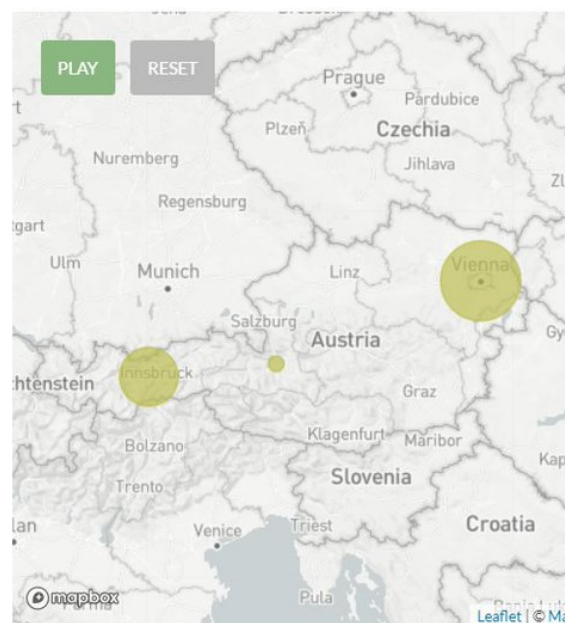 PLAY
RESET
Prague
Pardubice
Plzeň
Czechia
Nuremberg
Jihlava
Regensburg
Ulm
Munich
Linz
Vienna
Salzburg
Austria
Innsbruck
Graz
Bolzano
Klagenfurt
Maribor
Trento
Slovenia
Venice
Triest
Croatia
Pula
mapbox
Leaflet | ©